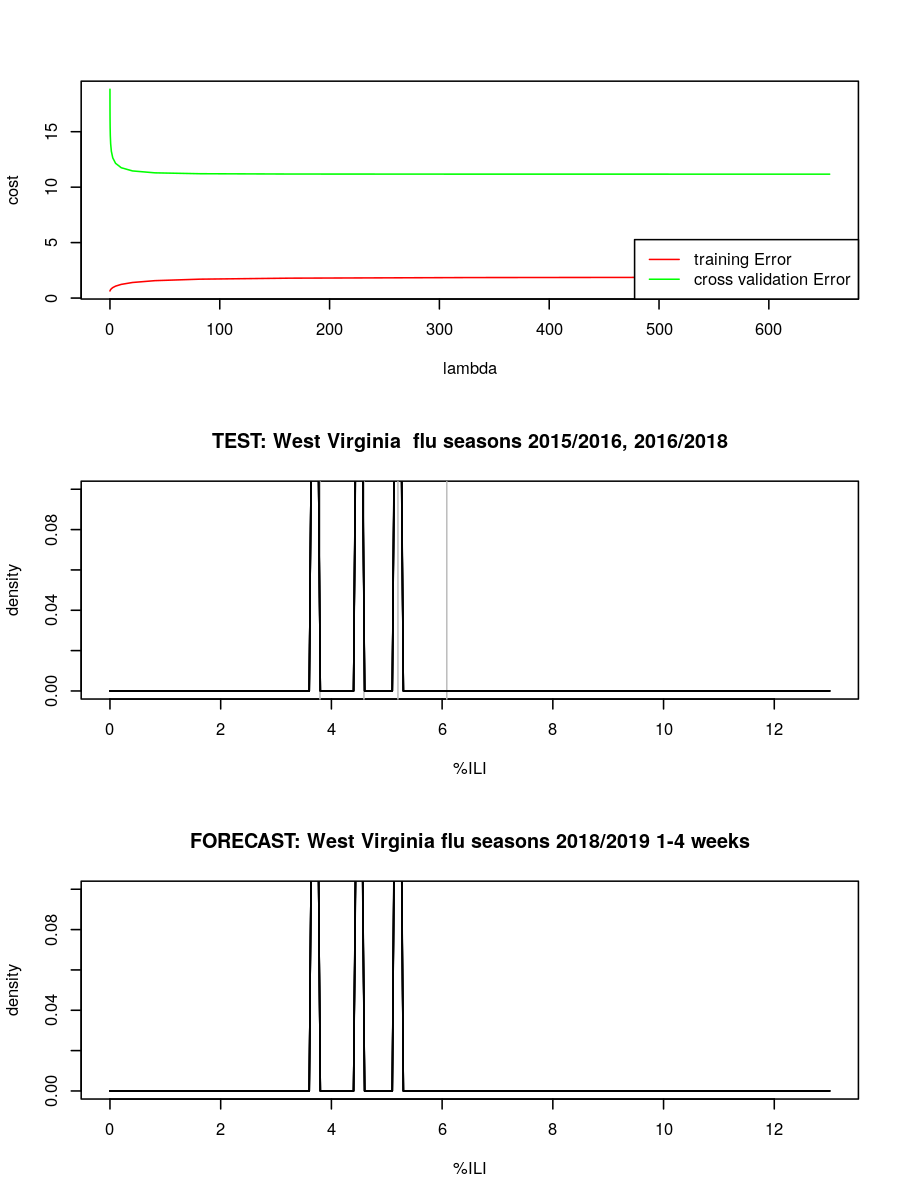 15
10
5
0
cost
training Error
cross validation Error
0 100 200 300 400 500 600
lambda
TEST: West Virginia  flu seasons 2015/2016, 2016/2018
0.08
0.04
0.00
density
0 2 4 6 8 10 12
%ILI
FORECAST: West Virginia flu seasons 2018/2019 1-4 weeks
0.08
0.04
0.00
density
0 2 4 6 8 10 12
%ILI